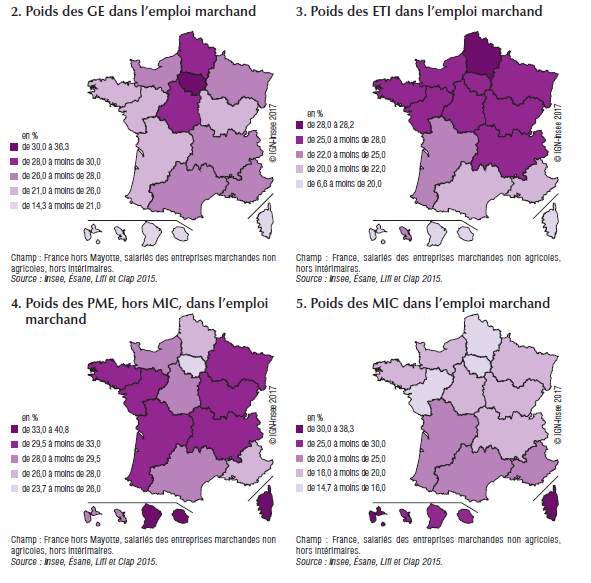 2. Poids des GE dans l'emploi marchand
en %
de 30,0 à 36,3
de 28,0 à moins de 30,0
de 26,0 à moins de 28,0
de 21,0 à moins de 26,0
de 14,3 à moins de 21,0
© IGN-Insee 2017
Champ : France hors Mayotte, salariés des entreprises marchandes non
agricoles, hors intérimaires.
Source : Insee, Ésane, Lifi et Clap 2015.
3. Poids des ETI dans l'emploi marchand
en %
de 28,0 à 28,2
de 25,0 à moins de 28,0
de 22,0 à moins de 25,0
de 20,0 à moins de 22,0
de 6,6 à moins de 20,0
© IGN-Insee 2017
Champ : France, salariés des entreprises marchandes non agricoles,
hors intérimaires.
Source : Insee, Ésane, Lifi et Clap 2015.
4. Poids des PME, hors MIC, dans l'emploi
marchand
en %
de 33,0 à 40,8
de 29,5 à moins de 33,0
de 28,0 à moins de 29,5
de 26,0 à moins de 28,0
de 23,7 à moins de 26,0
© IGN-Insee 2017
Champ : France hors Mayotte, salariés des entreprises marchandes non
agricoles, hors intérimaires.
Source : Insee, Ésane, Lifi et Clap 2015.
5. Poids des MIC dans l'emploi marchand
en %
de 30,0 à 38,3
de 25,0 à moins de 30,0
de 20,0 à moins de 25,0
de 16,0 à moins de 20,0
de 14,7 à moins de 16,0
© IGN-Insee 2017
Champ : France, salariés des entreprises marchandes non agricoles,
hors intérimaires.
Source : Insee, Ésane, Lifi et Clap 2015.